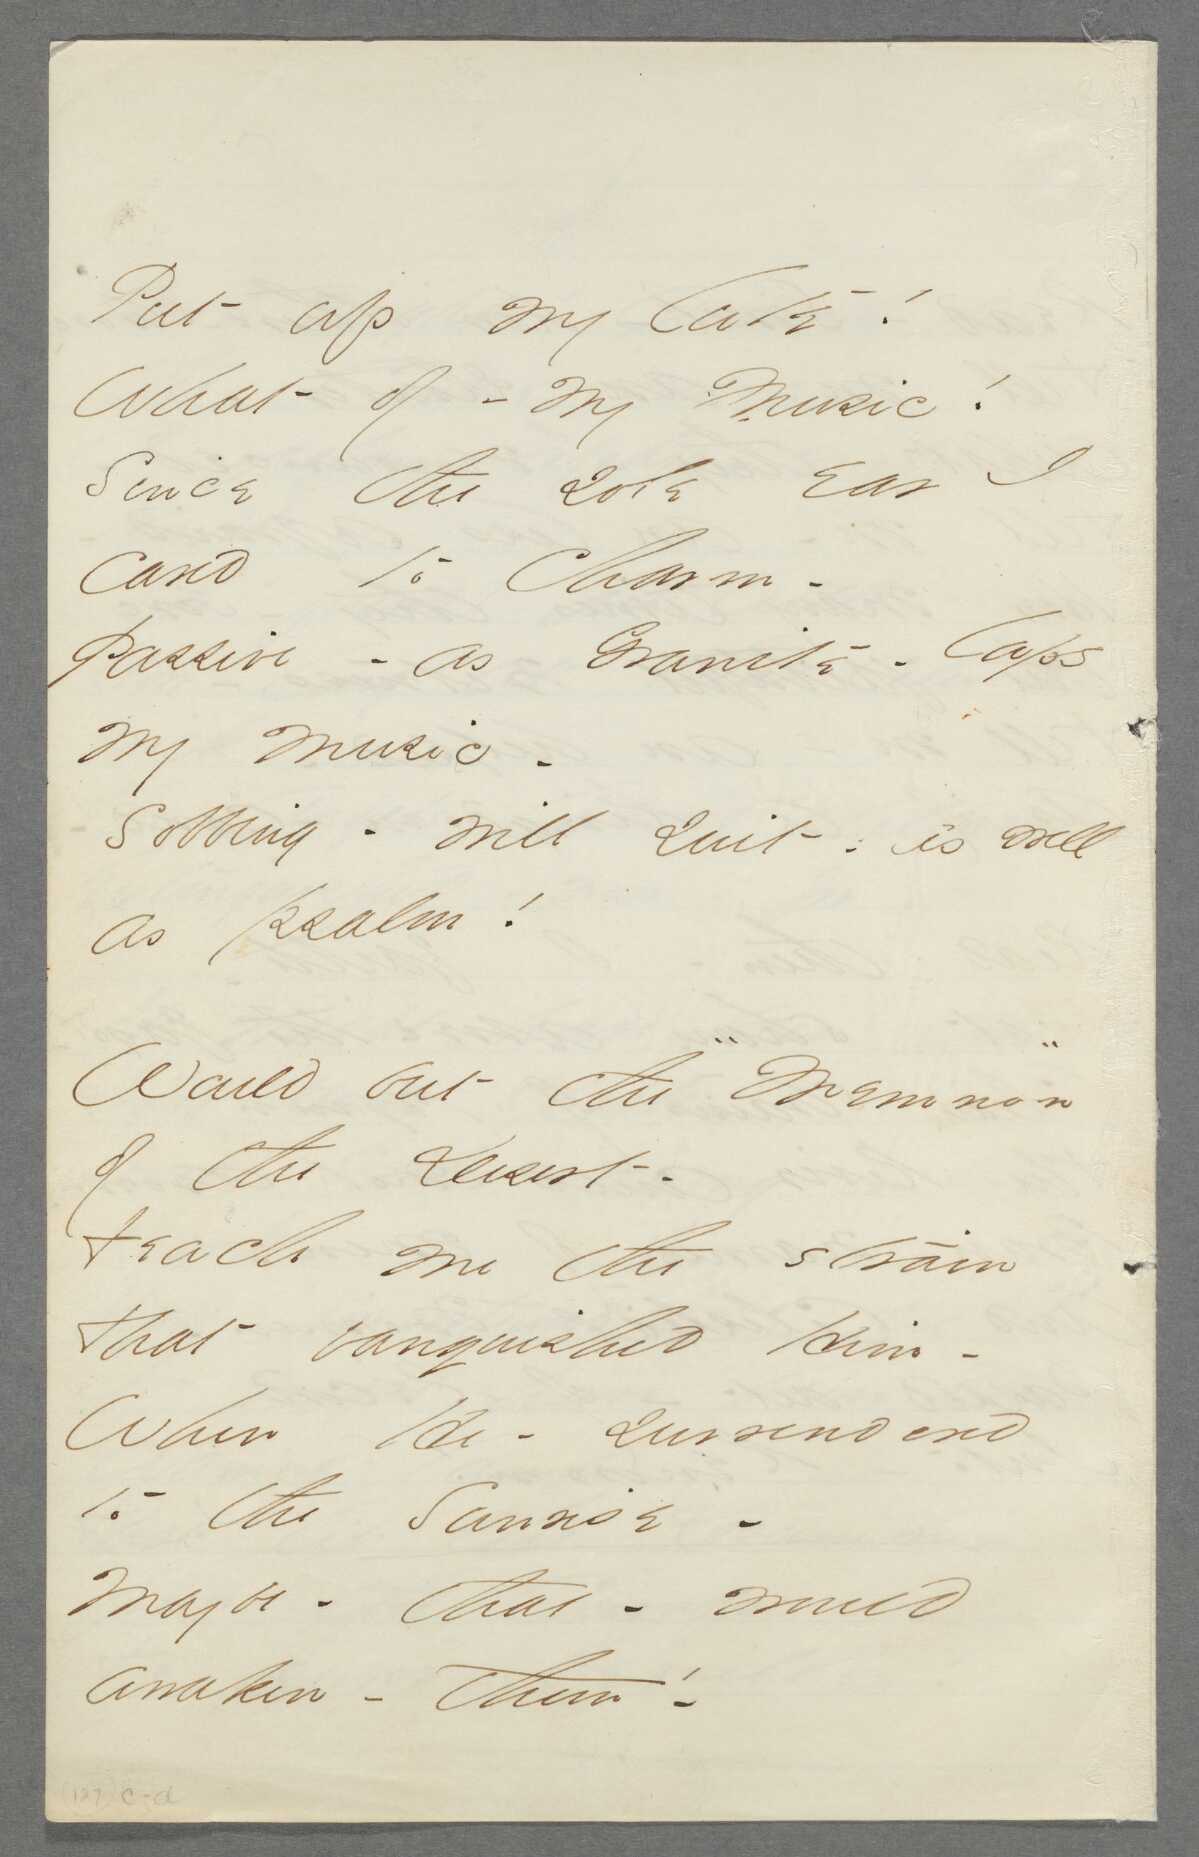 Put up my lute!
What of - my Music!
Since the sole ear I
cared to charm -
Passive - as Granite - laps
my music -
Sobbing - will suit - as well
as psalm!
Would but the "Memnon"
of the Desert -
Teach me the strain
that vanquished Him -
When He - surrendered
to the Sunrise -
Maybe - that - would
awaken - them!
(127) c-d